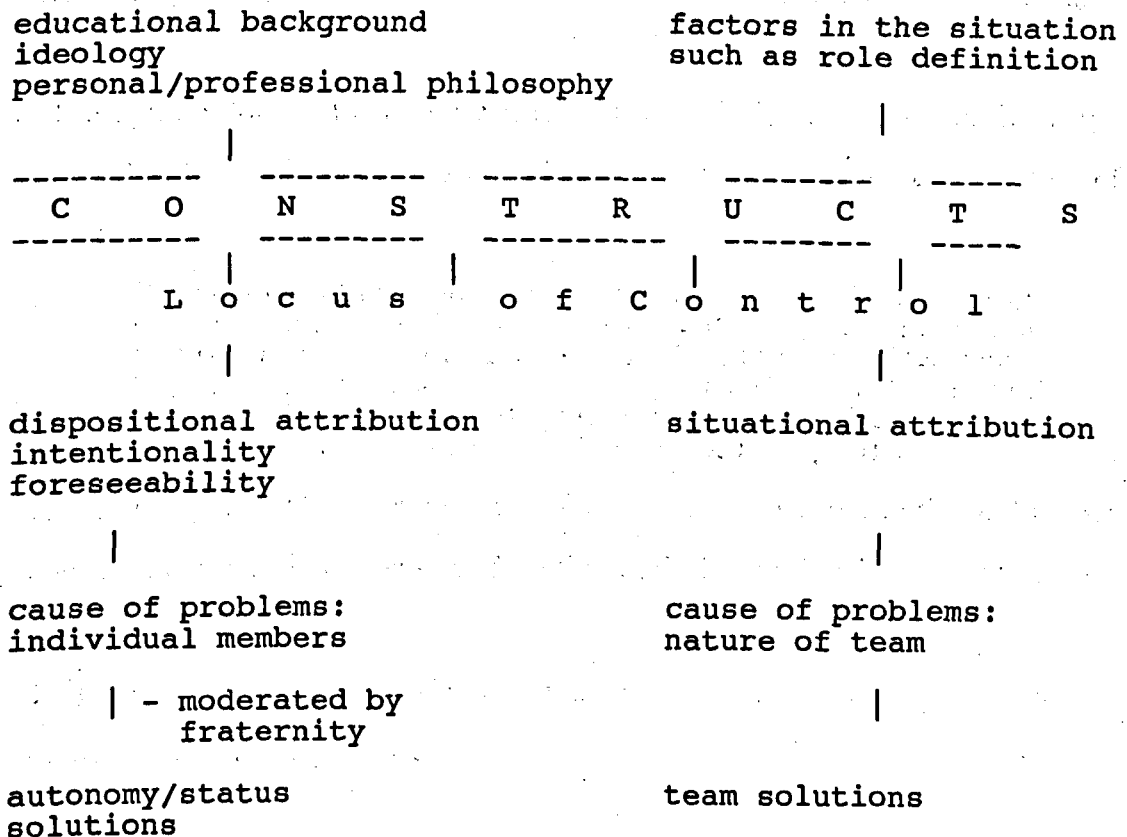 educational background
ideology
personal/professional philosophy
factors in the situation
such as role definition
C O N S T R U C T S
L o c u s o f C o n t r o l
dispositional attribution
intentionality
foreseeability
situational attribution
cause of problems:
individual members
cause of problems:
nature of team
- moderated by
fraternity
autonomy/status
solutions
team solutions